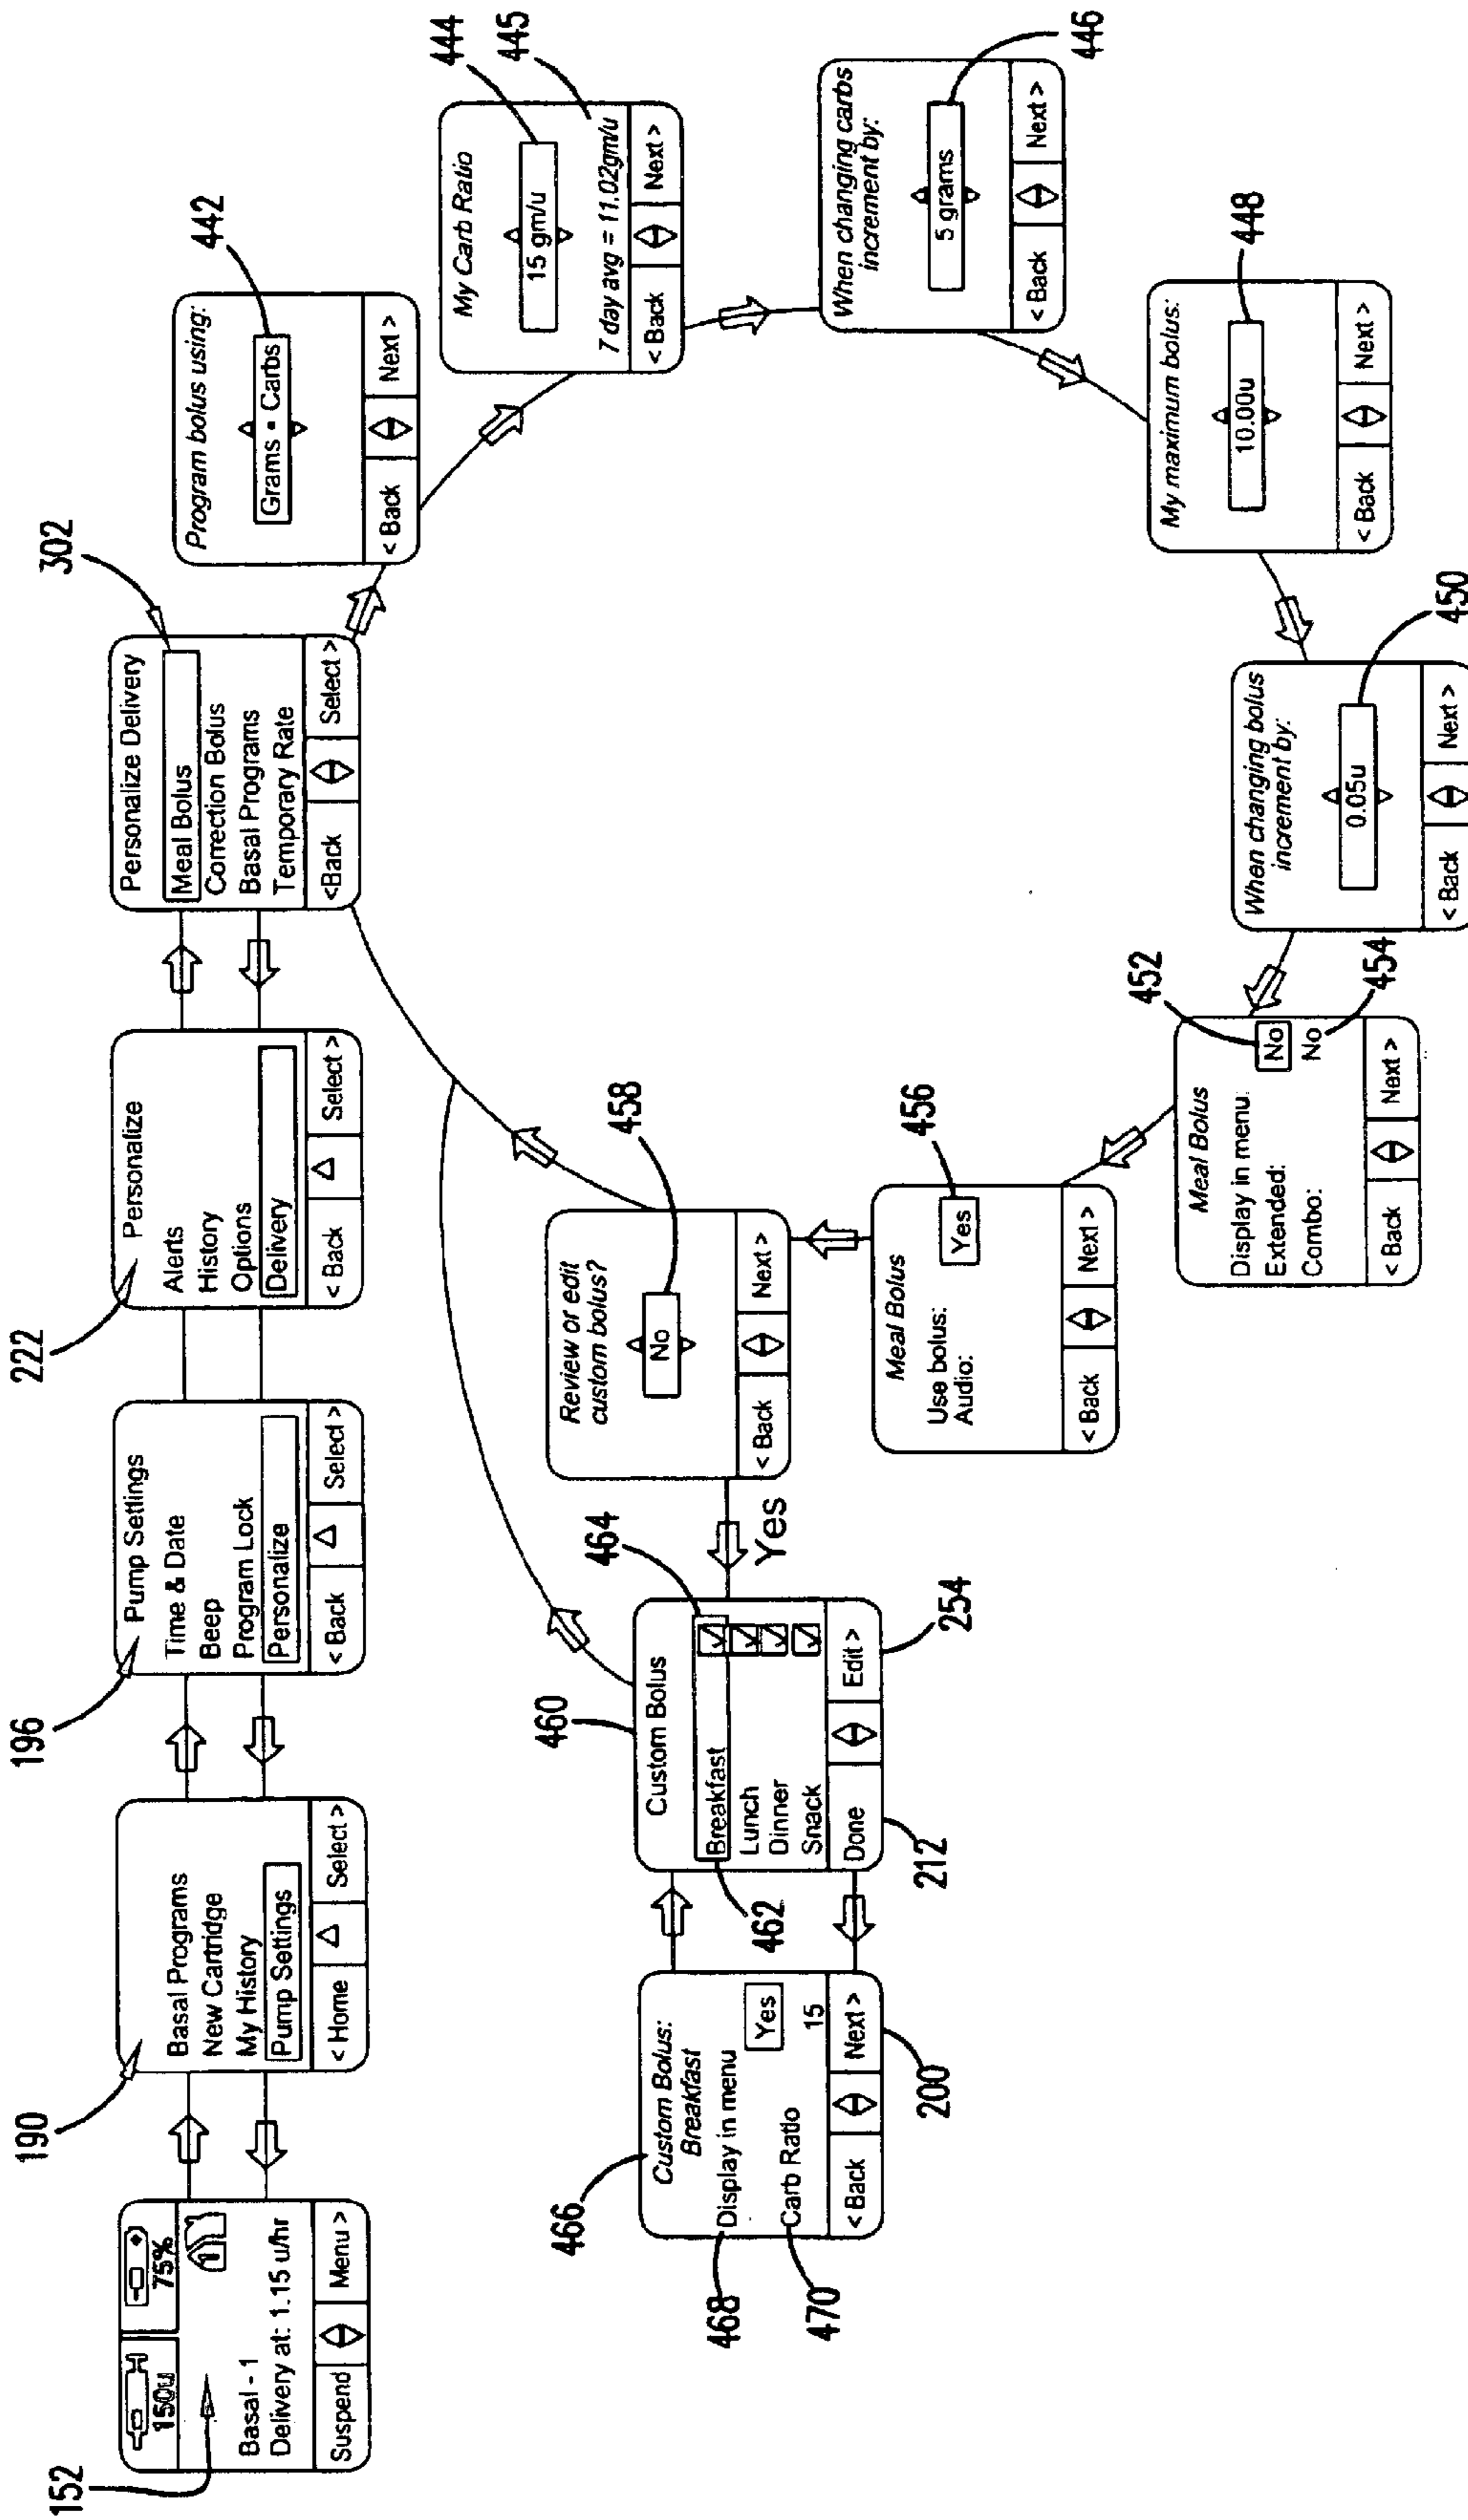 152
150u
75%
Basal - 1
Delivery at: 1.15 u/hr
Suspend
Menu >
190
Basal Programs
New Cartridge
My History
Pump Settings
< Home
Select >
196
Pump Settings
Time & Date
Beep
Program Lock
Personalize
< Back
Select >
222
Personalize
Alerts
History
Options
Delivery
< Back
Select >
302
Personalize Delivery
Meal Bolus
Correction Bolus
Basal Programs
Temporary Rate
<Back
Select >
442
Program bolus using:
Grams ▪ Carbs
< Back
Next >
444
445
My Carb Ratio
15 gm/u
7 day avg = 11.02gm/u
< Back
Next >
446
When changing carbs
increment by:
5 grams
< Back
Next >
448
My maximum bolus:
10.00u
< Back
Next >
450
When changing bolus
increment by:
0.05u
< Back
Next >
452
454
Meal Bolus
Display in menu:
Extended: No
Combo: No
< Back
Next >
456
Meal Bolus
Use bolus:
Audio:
Yes
< Back
Next >
458
Review or edit
custom bolus?
No
< Back
Next >
Yes
460
464
Custom Bolus
Breakfast
Lunch
Dinner
Snack
Done
Edit >
462
212
254
466
Custom Bolus:
Breakfast
468
Display in menu
Yes
470
Carb Ratio 15
< Back
Next >
200